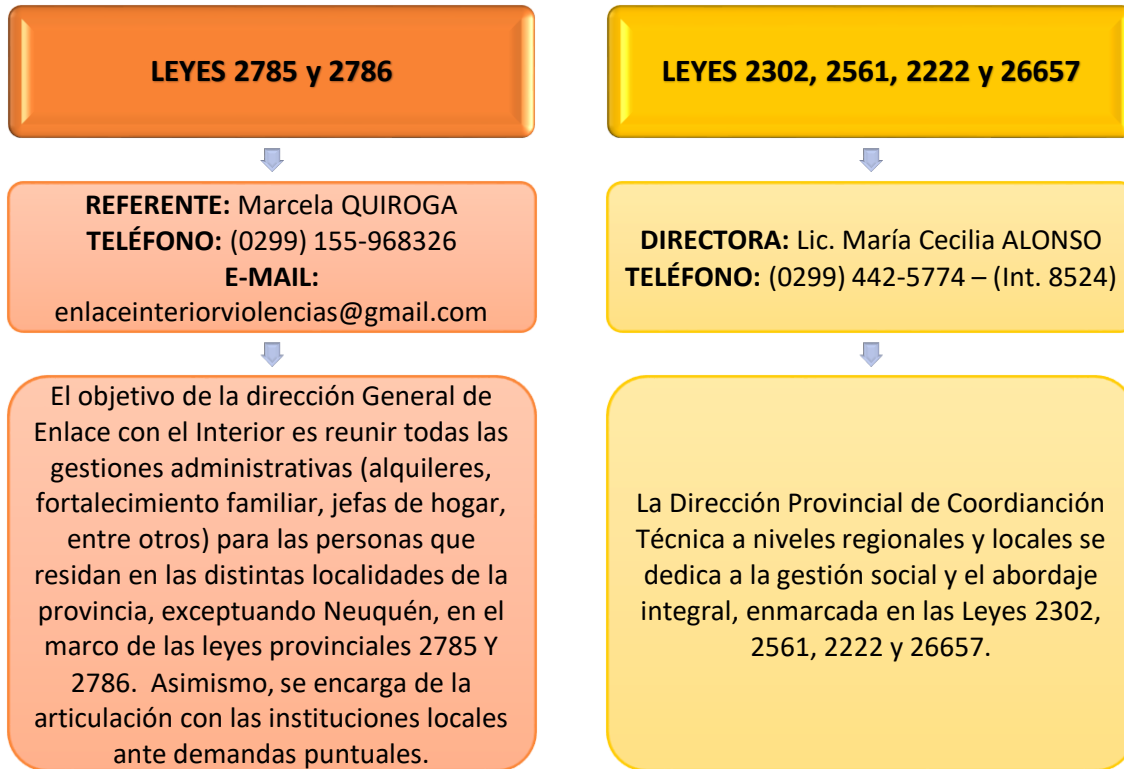 LEYES 2785 y 2786
REFERENTE: Marcela QUIROGA
TELÉFONO: (0299) 155-968326
E-MAIL:
enlaceinteriorviolencias@gmail.com
El objetivo de la dirección General de
Enlace con el Interior es reunir todas las
gestiones administrativas (alquileres,
fortalecimiento familiar, jefas de hogar,
entre otros) para las personas que
residan en las distintas localidades de la
provincia, exceptuando Neuquén, en el
marco de las leyes provinciales 2785 Y
2786. Asimismo, se encarga de la
articulación con las instituciones locales
ante demandas puntuales.
LEYES 2302, 2561, 2222 y 26657
DIRECTORA: Lic. María Cecilia ALONSO
TELÉFONO: (0299) 442-5774 – (Int. 8524)
La Dirección Provincial de Coordianción
Técnica a niveles regionales y locales se
dedica a la gestión social y el abordaje
integral, enmarcada en las Leyes 2302,
2561, 2222 y 26657.